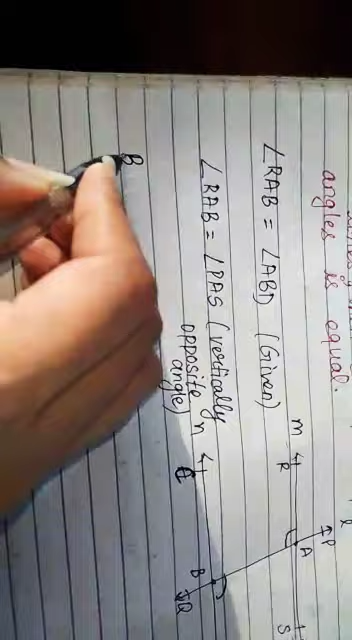 angles is equal.
∠RAB = ∠ABD (Given)
∠RAB = ∠PAS (vertically
opposite
angle)
B
m
R
A
P
S
n
C
B
Q